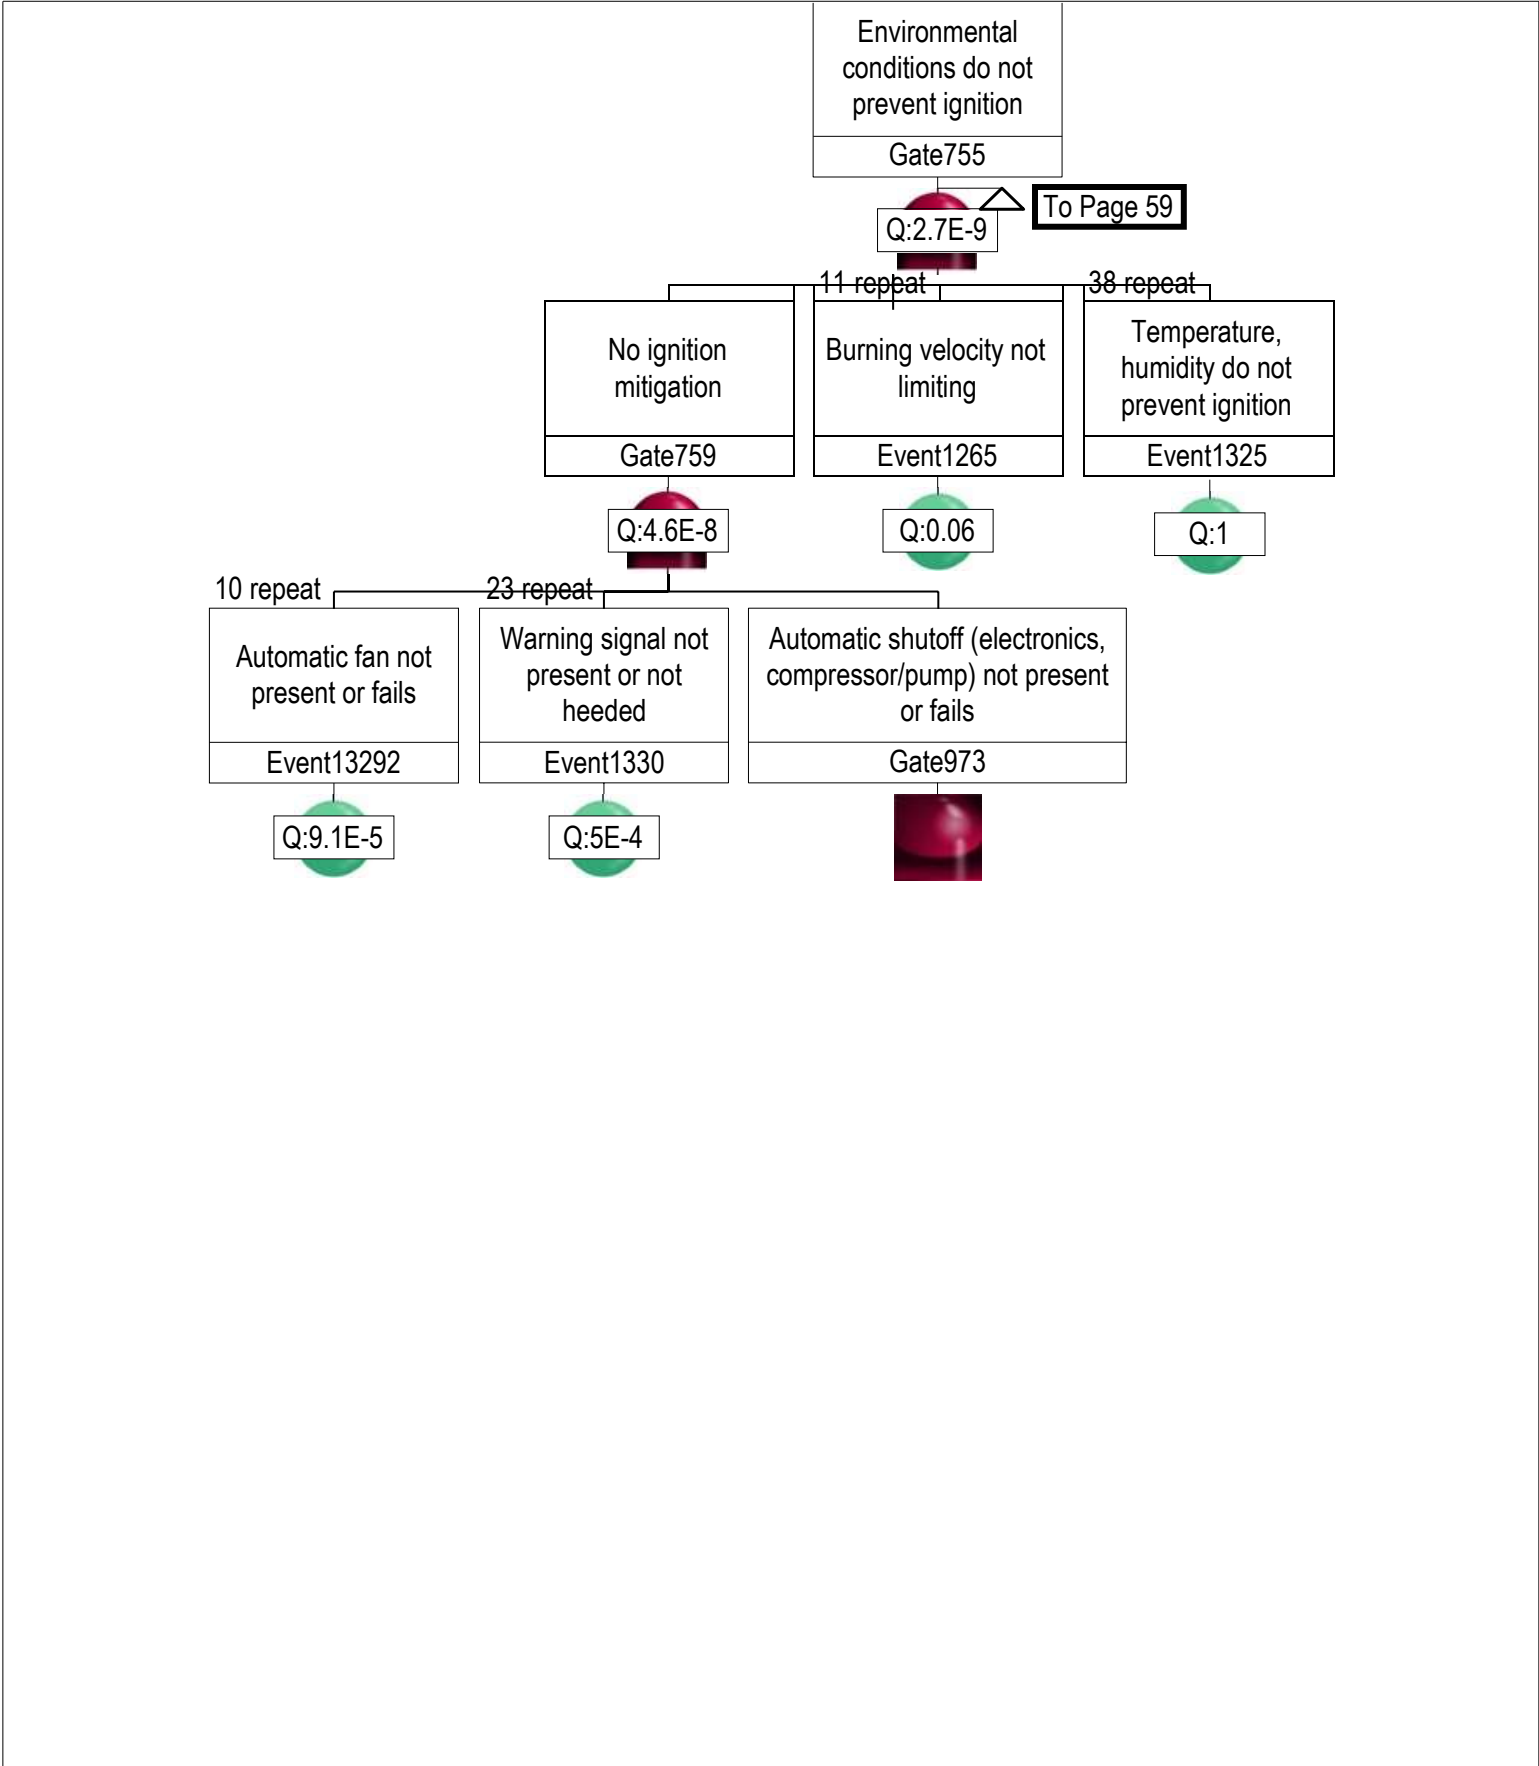 Environmental
conditions do not
prevent ignition
Gate755
To Page 59
Q:2.7E-9
11 repeat
38 repeat
No ignition
mitigation
Gate759
Q:4.6E-8
Burning velocity not
limiting
Event1265
Q:0.06
Temperature,
humidity do not
prevent ignition
Event1325
Q:1
10 repeat
23 repeat
Automatic fan not
present or fails
Event13292
Q:9.1E-5
Warning signal not
present or not
heeded
Event1330
Q:5E-4
Automatic shutoff (electronics,
compressor/pump) not present
or fails
Gate973